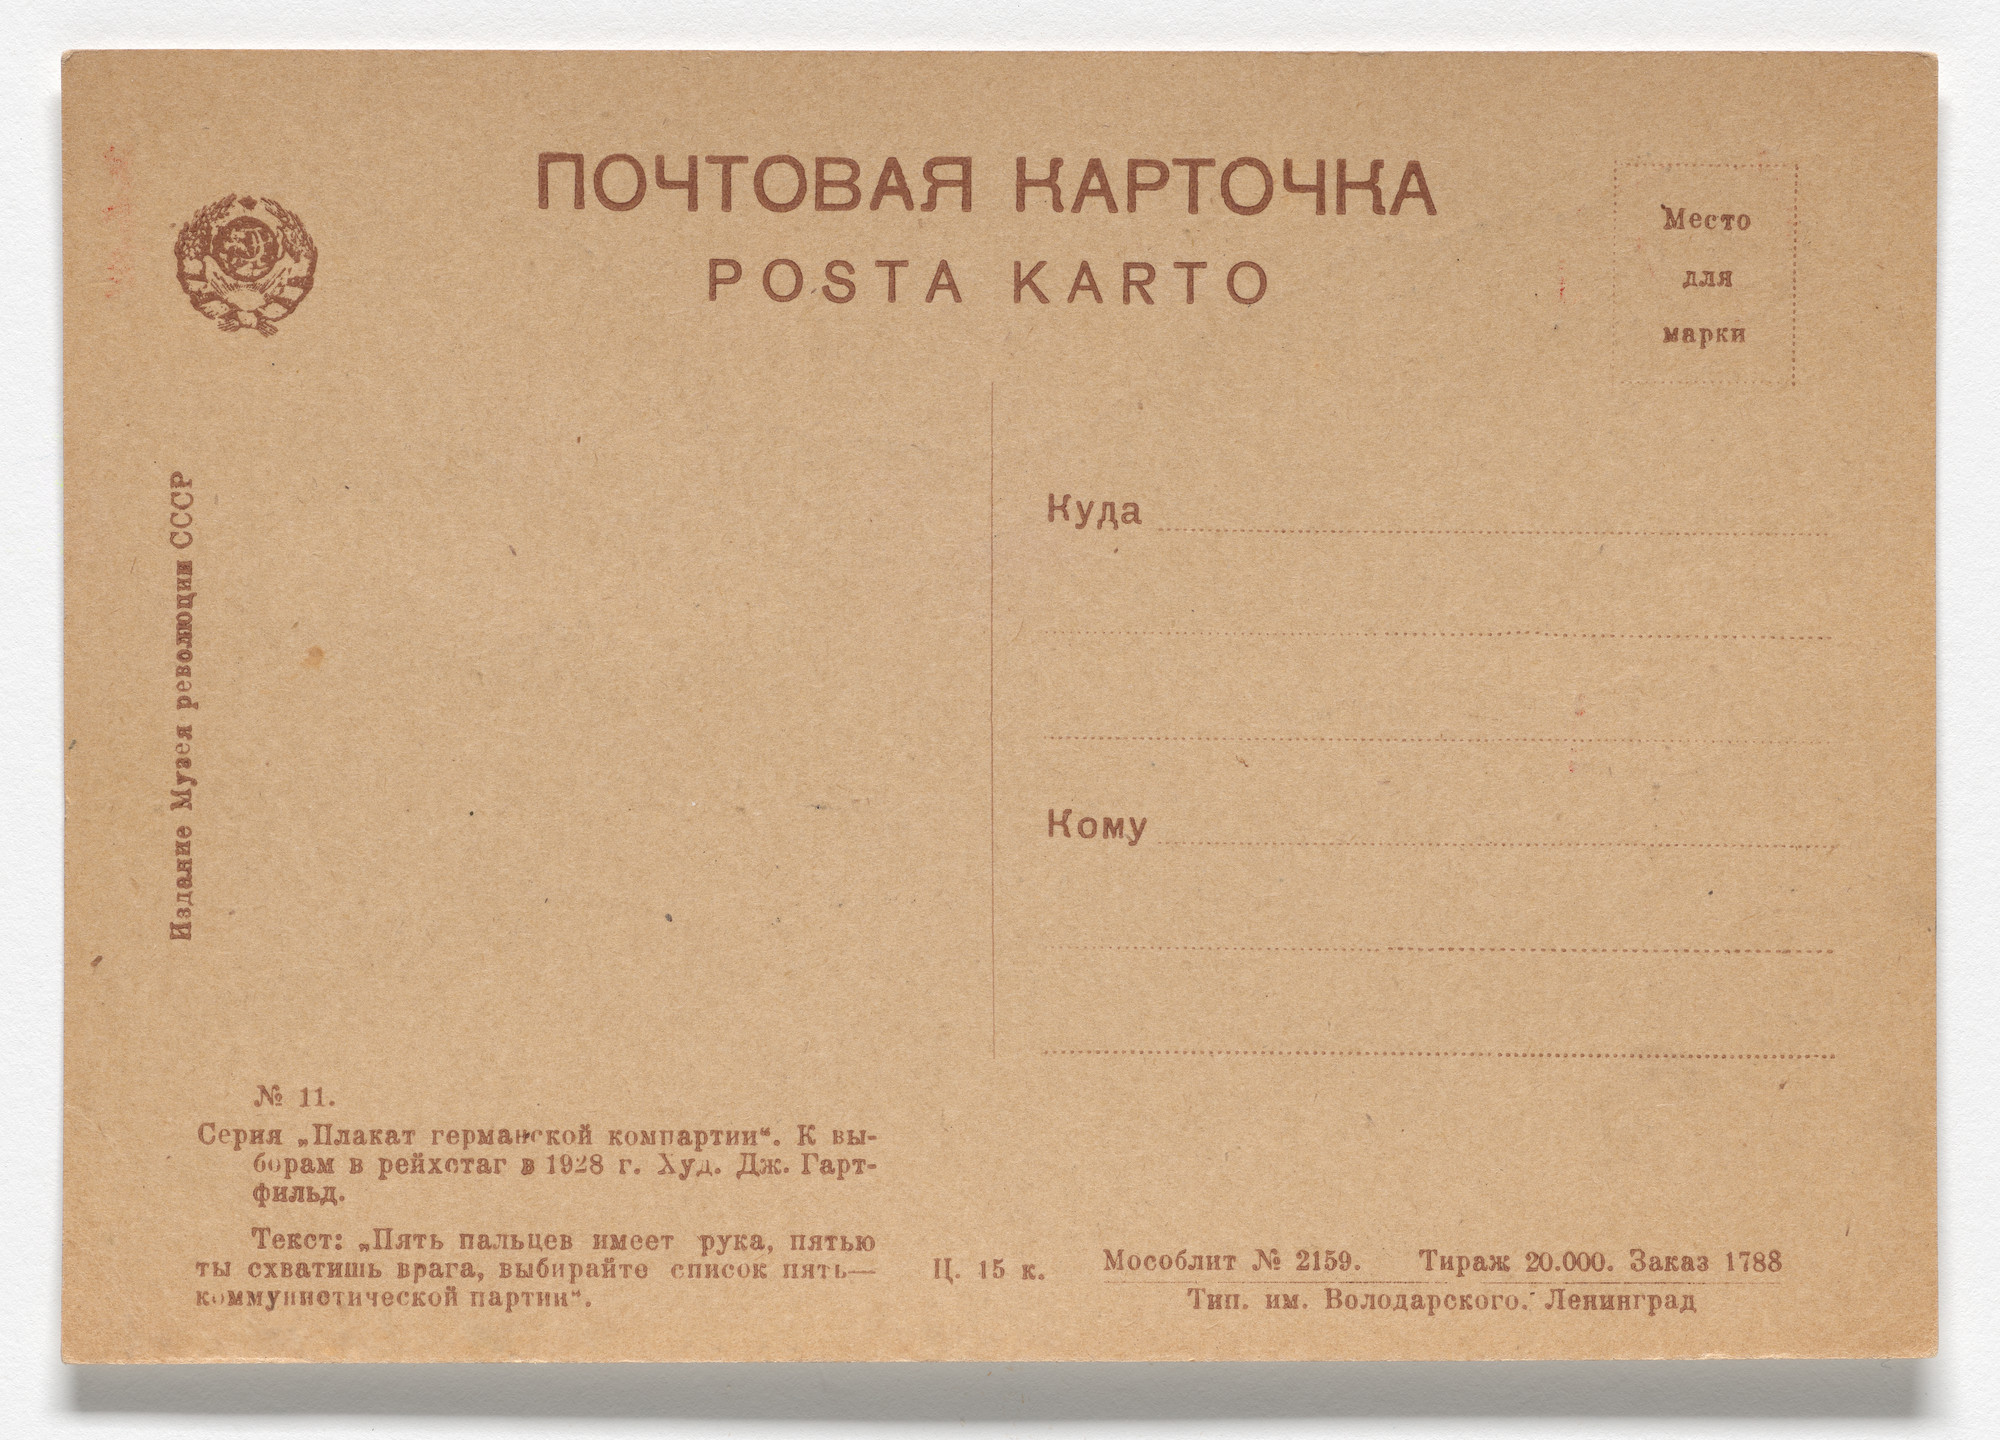 ПОЧТОВАЯ КАРТОЧКА
POSTA KARTO
Место
для
марки
Издание Музея революции СССР
Куда
Кому
№ 11.
Серия „Плакат германской компартии“. К вы-
борам в рейхстаг в 1928 г. Худ. Дж. Гарт-
фильд.
Текст: „Пять пальцев имеет рука, пятью
ты схватишь врага, выбирайте список пять—
коммунистической партии“.
Ц. 15 к.
Мособлит № 2159. Тираж 20.000. Заказ 1788
Тип. им. Володарского. Ленинград